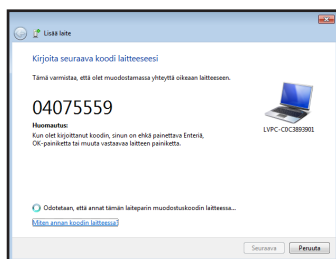 Lisää laite
Kirjoita seuraava koodi laitteeseesi
Tämä varmistaa, että olet muodostamassa yhteyttä oikeaan laitteeseen.
04075559
Huomautus:
Kun olet kirjoittanut koodin, sinun on ehkä painettava Enteriä,
OK-painiketta tai muuta vastaavaa laitteen painiketta.
LVPC-CDC3893901
Odotetaan, että annat tämän laiteparin muodostuskoodin laitteessa...
Miten annan koodin laitteessa?
Seuraava
Peruuta